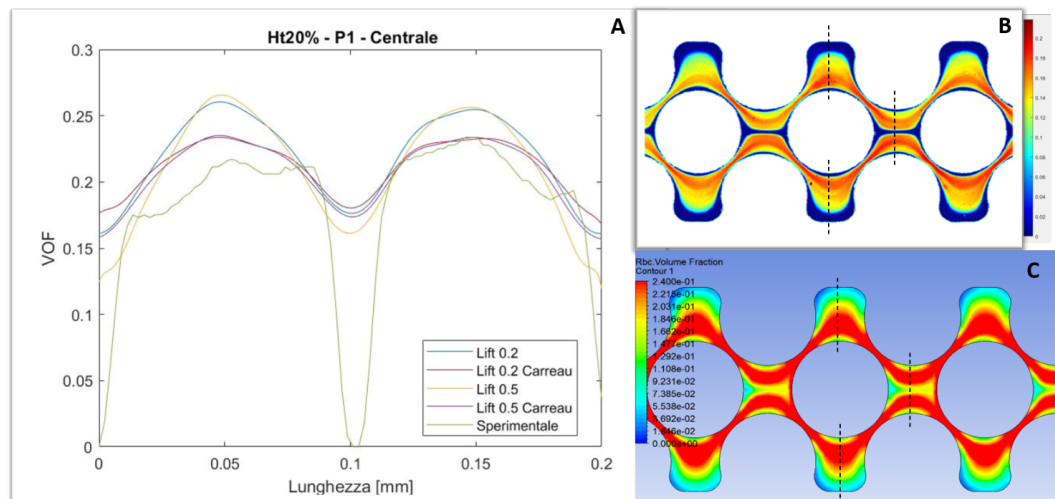 Ht20% - P1 - Centrale
A
0.3
0.25
0.2
0.15
0.1
0.05
0
VOF
0
0.05
0.1
0.15
0.2
Lunghezza [mm]
Lift 0.2
Lift 0.2 Carreau
Lift 0.5
Lift 0.5 Carreau
Sperimentale
B
0.2
0.18
0.16
0.14
0.12
0.1
0.08
0.06
0.04
0.02
0
Rbc.Volume Fraction
Contour 1
C
2.400e-01
2.215e-01
2.031e-01
1.846e-01
1.662e-01
1.477e-01
1.292e-01
1.108e-01
9.231e-02
7.385e-02
5.538e-02
3.692e-02
1.846e-02
0.000e+00